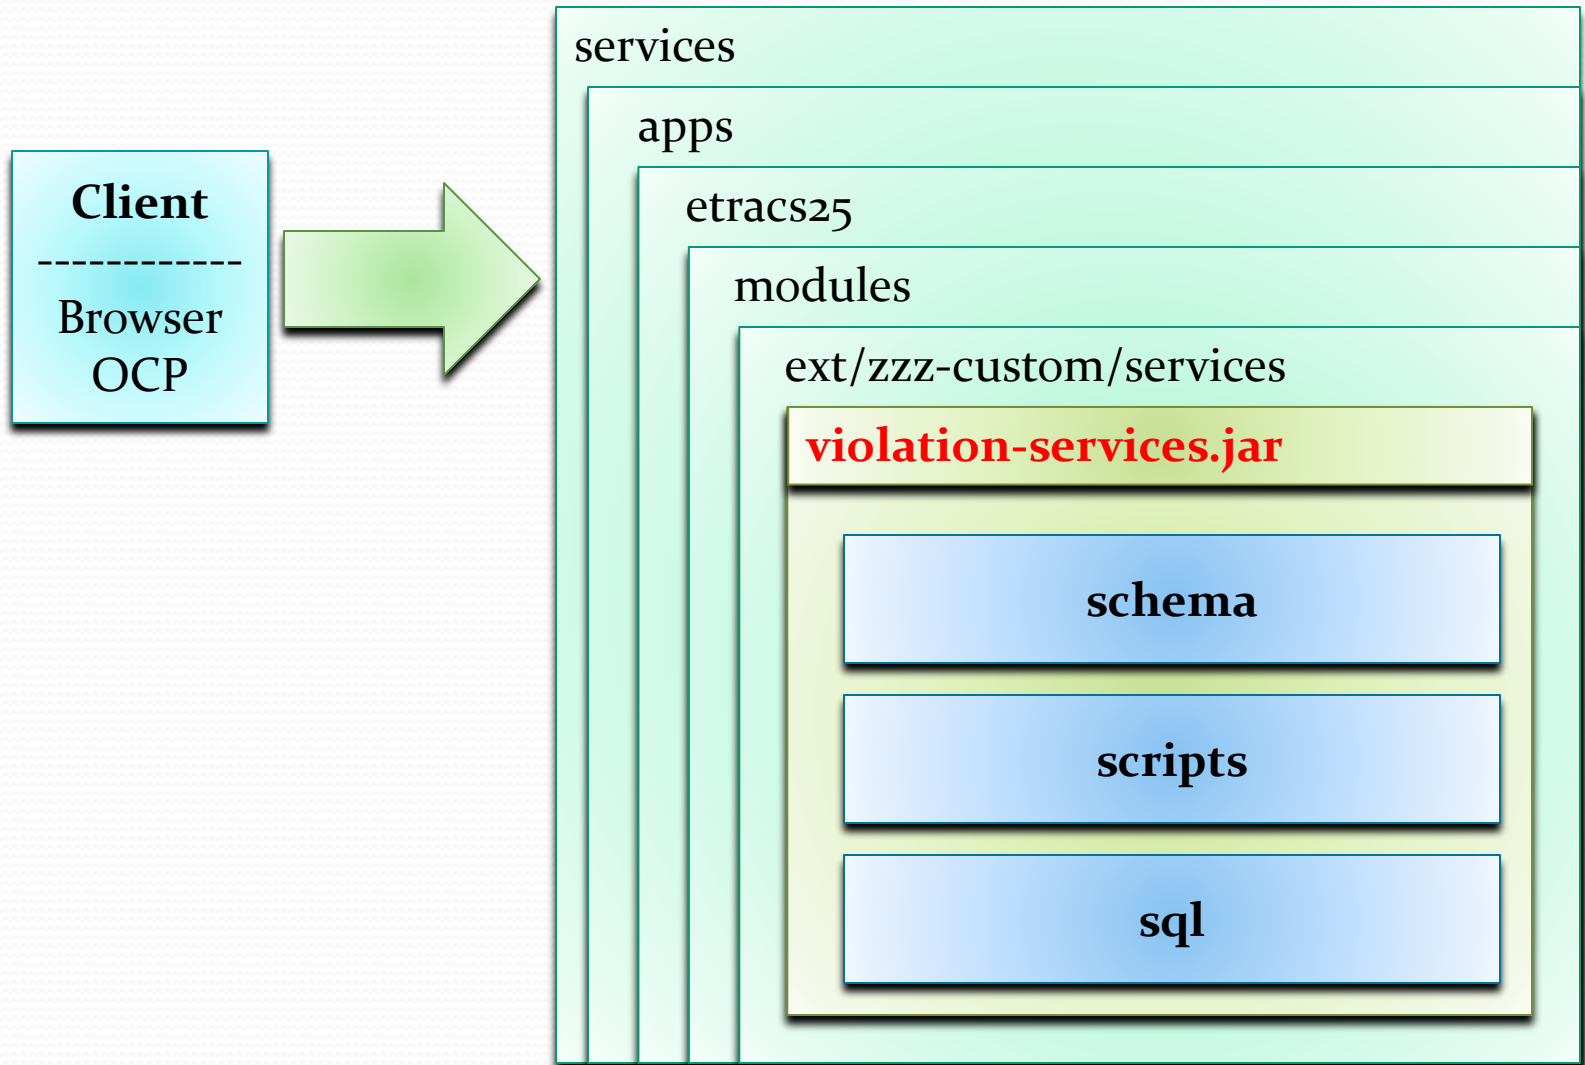 services
apps
etracs25
modules
ext/zzz-custom/services
violation-services.jar
schema
scripts
sql
Client
------------
Browser
OCP